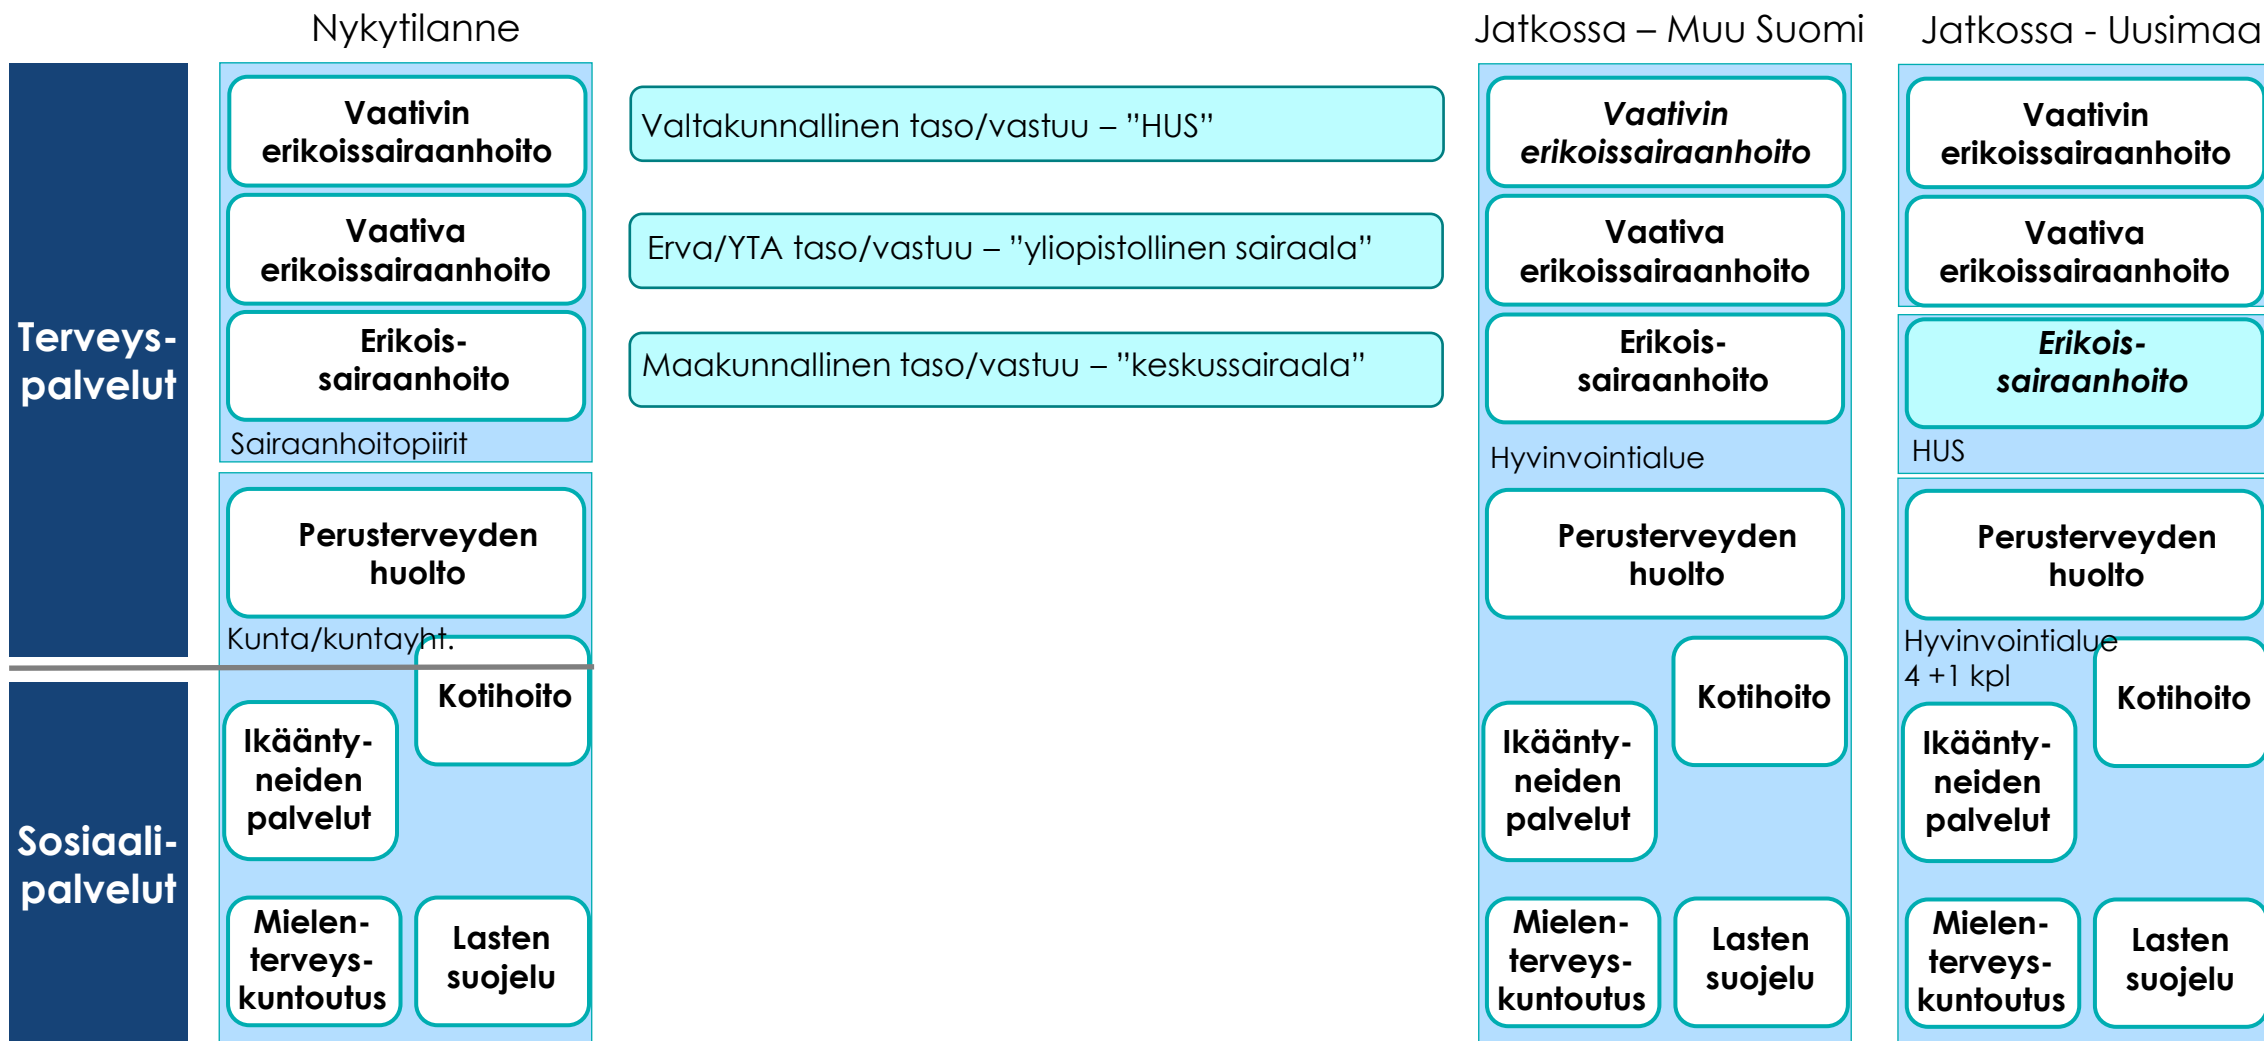 Nykytilanne
Jatkossa – Muu Suomi
Jatkossa - Uusimaa
Terveys-
palvelut
Sosiaali-
palvelut
Vaativin
erikoissairaanhoito
Vaativa
erikoissairaanhoito
Erikois-
sairaanhoito
Sairaanhoitopiirit
Perusterveyden
huolto
Kunta/kuntayht.
Kotihoito
Ikäänty-
neiden
palvelut
Mielen-
terveys-
kuntoutus
Lasten
suojelu
Valtakunnallinen taso/vastuu – ”HUS”
Erva/YTA taso/vastuu – ”yliopistollinen sairaala”
Maakunnallinen taso/vastuu – ”keskussairaala”
Vaativin
erikoissairaanhoito
Vaativa
erikoissairaanhoito
Erikois-
sairaanhoito
Hyvinvointialue
Perusterveyden
huolto
Kotihoito
Ikäänty-
neiden
palvelut
Mielen-
terveys-
kuntoutus
Lasten
suojelu
Vaativin
erikoissairaanhoito
Vaativa
erikoissairaanhoito
Erikois-
sairaanhoito
HUS
Perusterveyden
huolto
Hyvinvointialue
4 +1 kpl
Kotihoito
Ikäänty-
neiden
palvelut
Mielen-
terveys-
kuntoutus
Lasten
suojelu